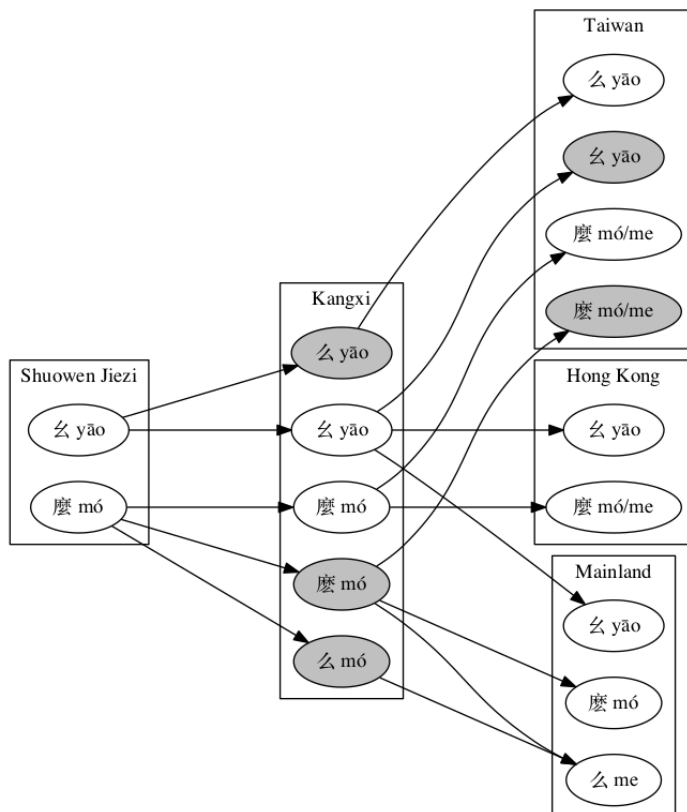 Shuowen Jiezi
幺 yāo
麼 mó
Kangxi
么 yāo
幺 yāo
麼 mó
麽 mó
么 mó
Taiwan
么 yāo
幺 yāo
麼 mó/me
麽 mó/me
Hong Kong
幺 yāo
麼 mó/me
Mainland
幺 yāo
麽 mó
么 me